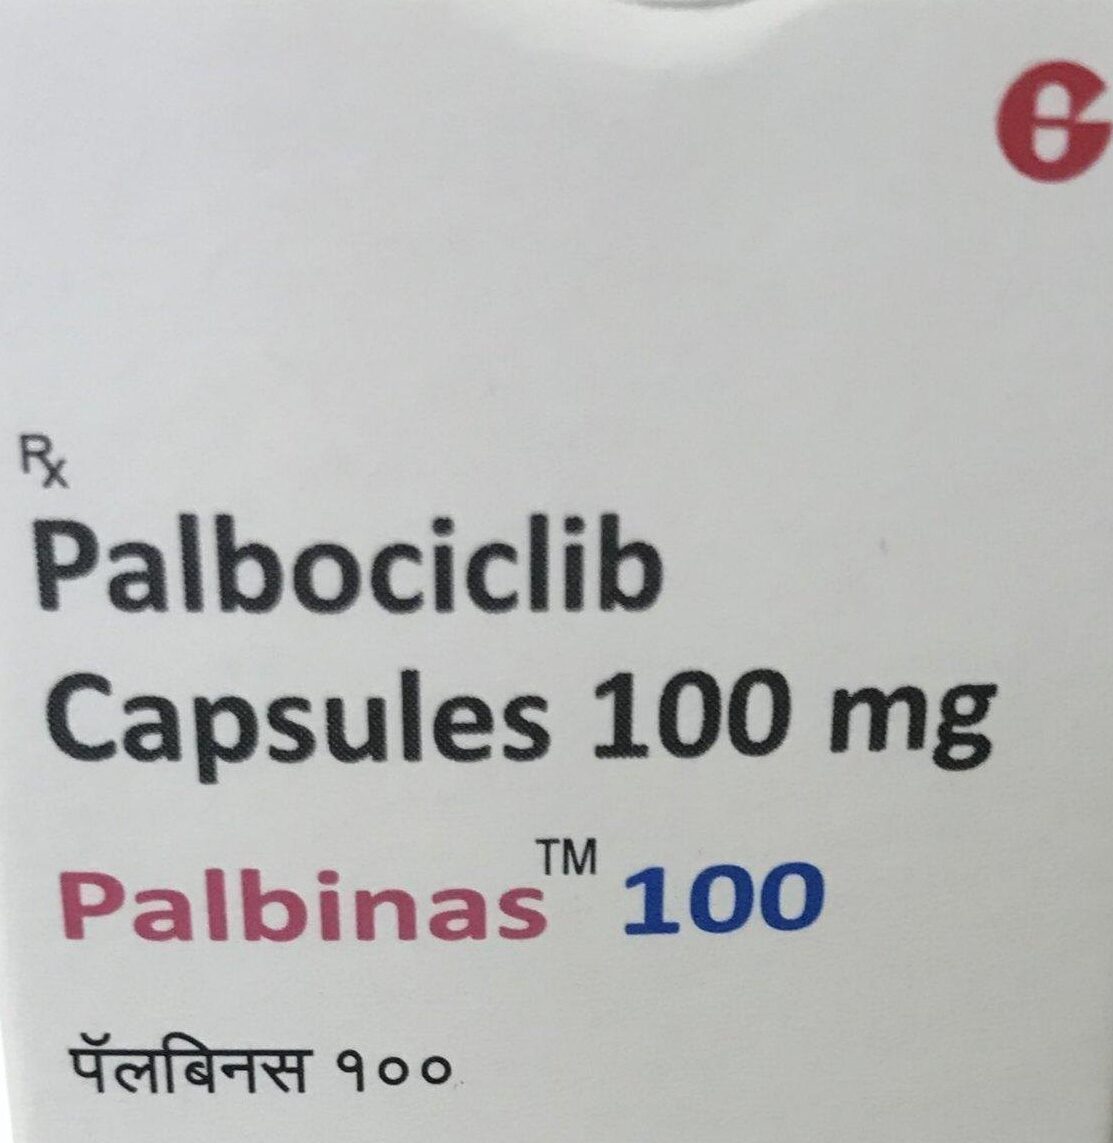 Rx
Palbociclib
Capsules 100 mg
Palbinas™ 100
पॅलबिनस १००